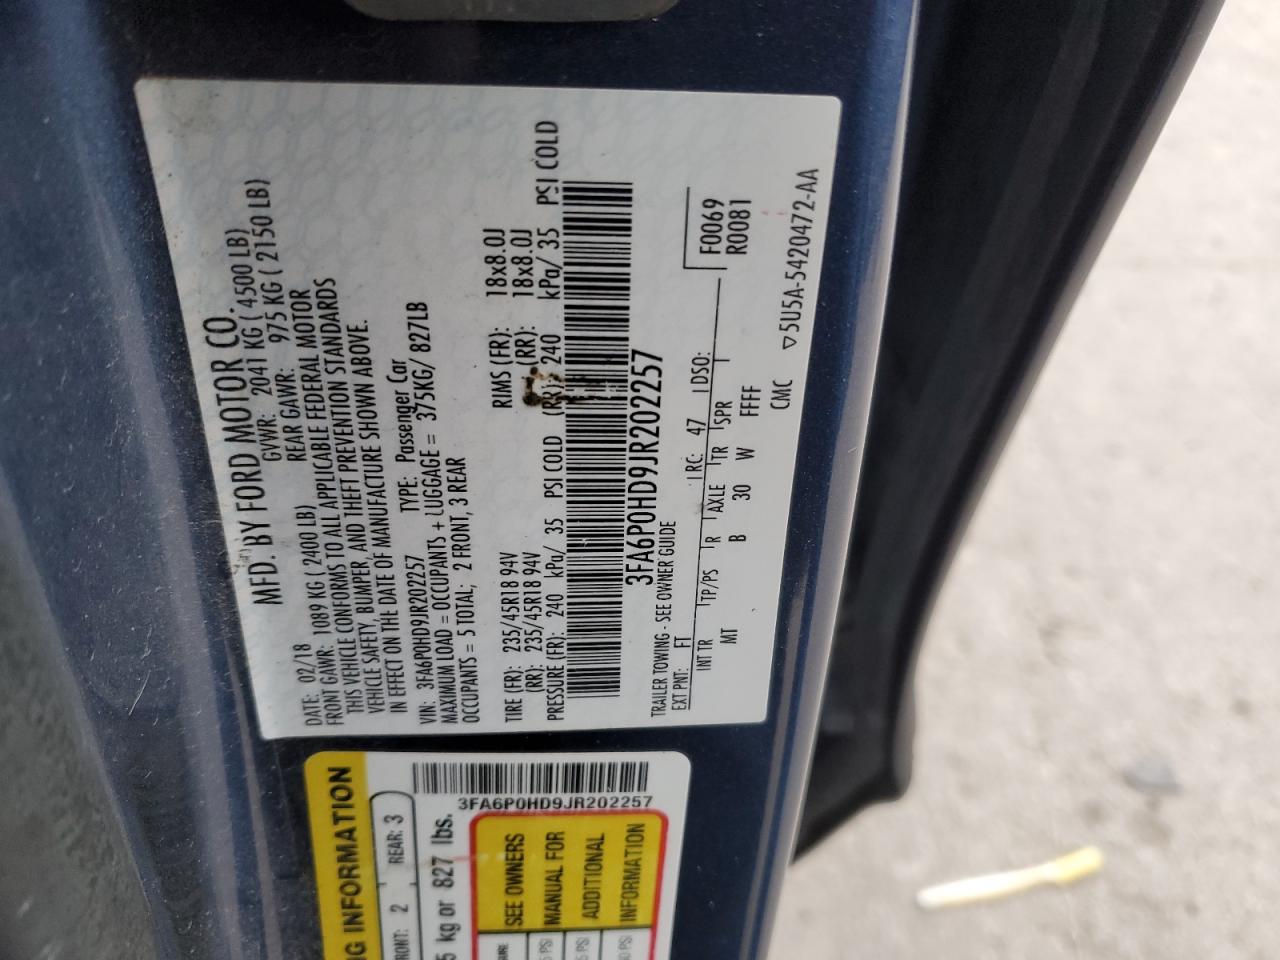 MFD. BY FORD MOTOR CO.
DATE: 02/18 GVWR: 2041 KG ( 4500 LB)
FRONT GAWR: 1089 KG ( 2400 LB) REAR GAWR: 975 KG ( 2150 LB)
THIS VEHICLE CONFORMS TO ALL APPLICABLE FEDERAL MOTOR
VEHICLE SAFETY, BUMPER, AND THEFT PREVENTION STANDARDS
IN EFFECT ON THE DATE OF MANUFACTURE SHOWN ABOVE.
VIN: 3FA6P0HD9JR202257 TYPE: Passenger Car
MAXIMUM LOAD = OCCUPANTS + LUGGAGE = 375KG/ 827LB
OCCUPANTS = 5 TOTAL; 2 FRONT, 3 REAR
TIRE (FR): 235/45R18 94V RIMS (FR): 18x8.0J
(RR): 235/45R18 94V (RR): 18x8.0J
PRESSURE (FR): 240 kPa/ 35 PSI COLD (RR): 240 kPa/ 35 PSI COLD
3FA6P0HD9JR202257
TRAILER TOWING - SEE OWNER GUIDE
EXT PNT: FT RC: 47 DSO: F0069
R0081
INT TR TP/PS R AXLE TR SPR
MT B 30 W FFFF
CMC ▽5U5A-5420472-AA
NG INFORMATION
RONT: 2 REAR: 3
5 kg or 827 lbs.
3FA6P0HD9JR202257
SEE OWNERS
MANUAL FOR
ADDITIONAL
INFORMATION